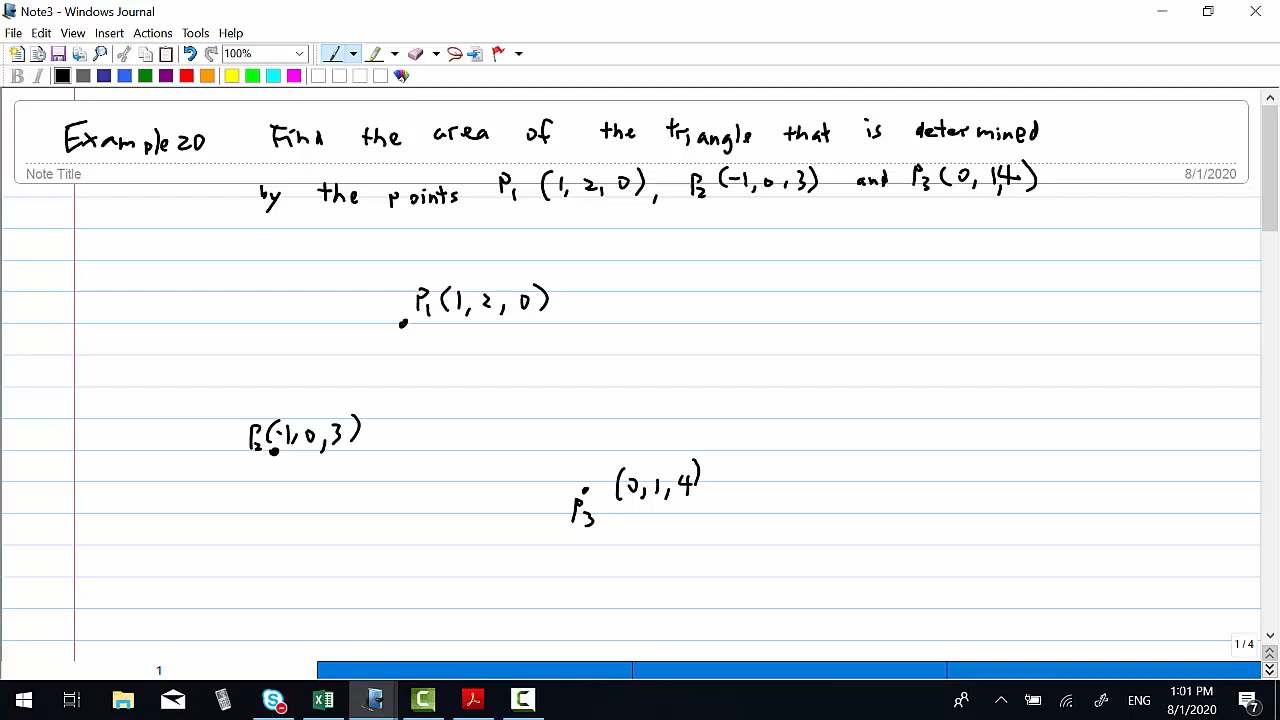 Note3 - Windows Journal
File Edit View Insert Actions Tools Help
100%
B I
Example 20 Find the area of the triangle that is determined
Note Title
8/1/2020
by the points P1 (1, 2, 0), P2 (-1, 0, 3) and P3 (0, 1, 4)
P1 (1, 2, 0)
P2 (-1, 0, 3)
(0, 1, 4)
P3
1 / 4
1
ENG
1:01 PM
8/1/2020
7